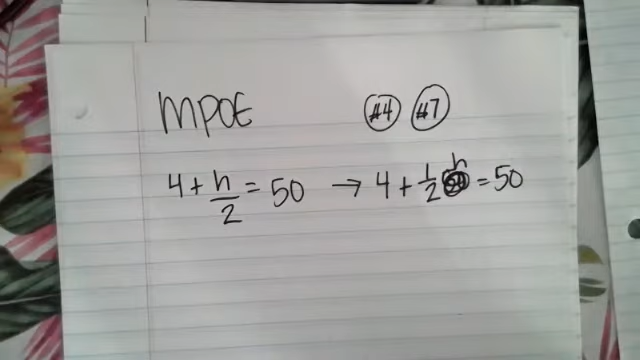 MPOE #4 #7
4 + h/2 = 50 → 4 + 1/2 h = 50